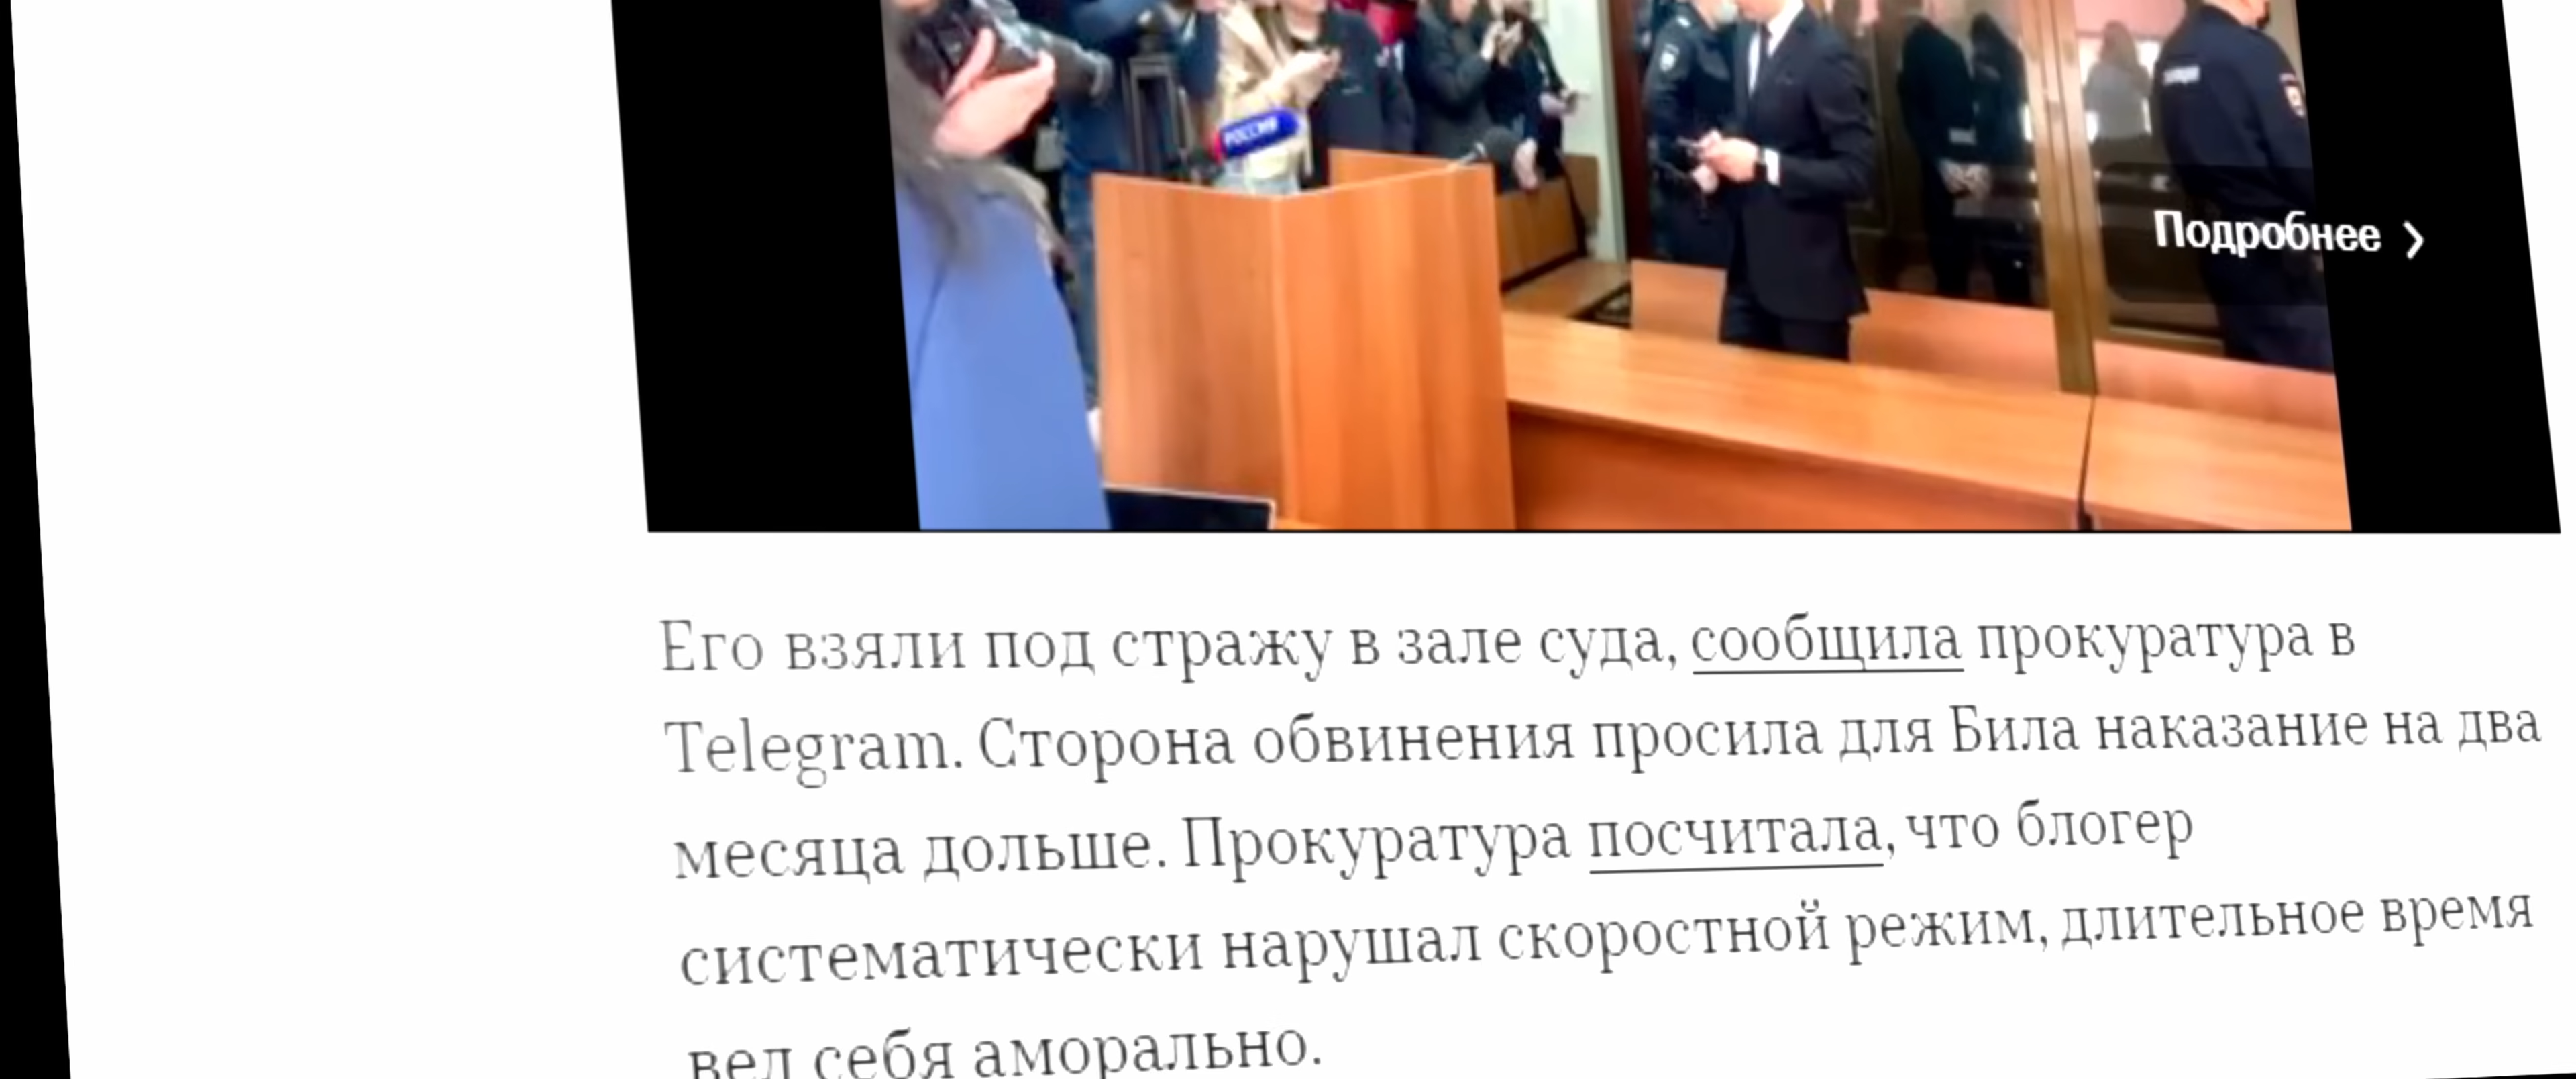 РОССИЯ
Подробнее
Его взяли под стражу в зале суда, сообщила прокуратура в
Telegram. Сторона обвинения просила для Била наказание на два
месяца дольше. Прокуратура посчитала, что блогер
систематически нарушал скоростной режим, длительное время
вел себя аморально.